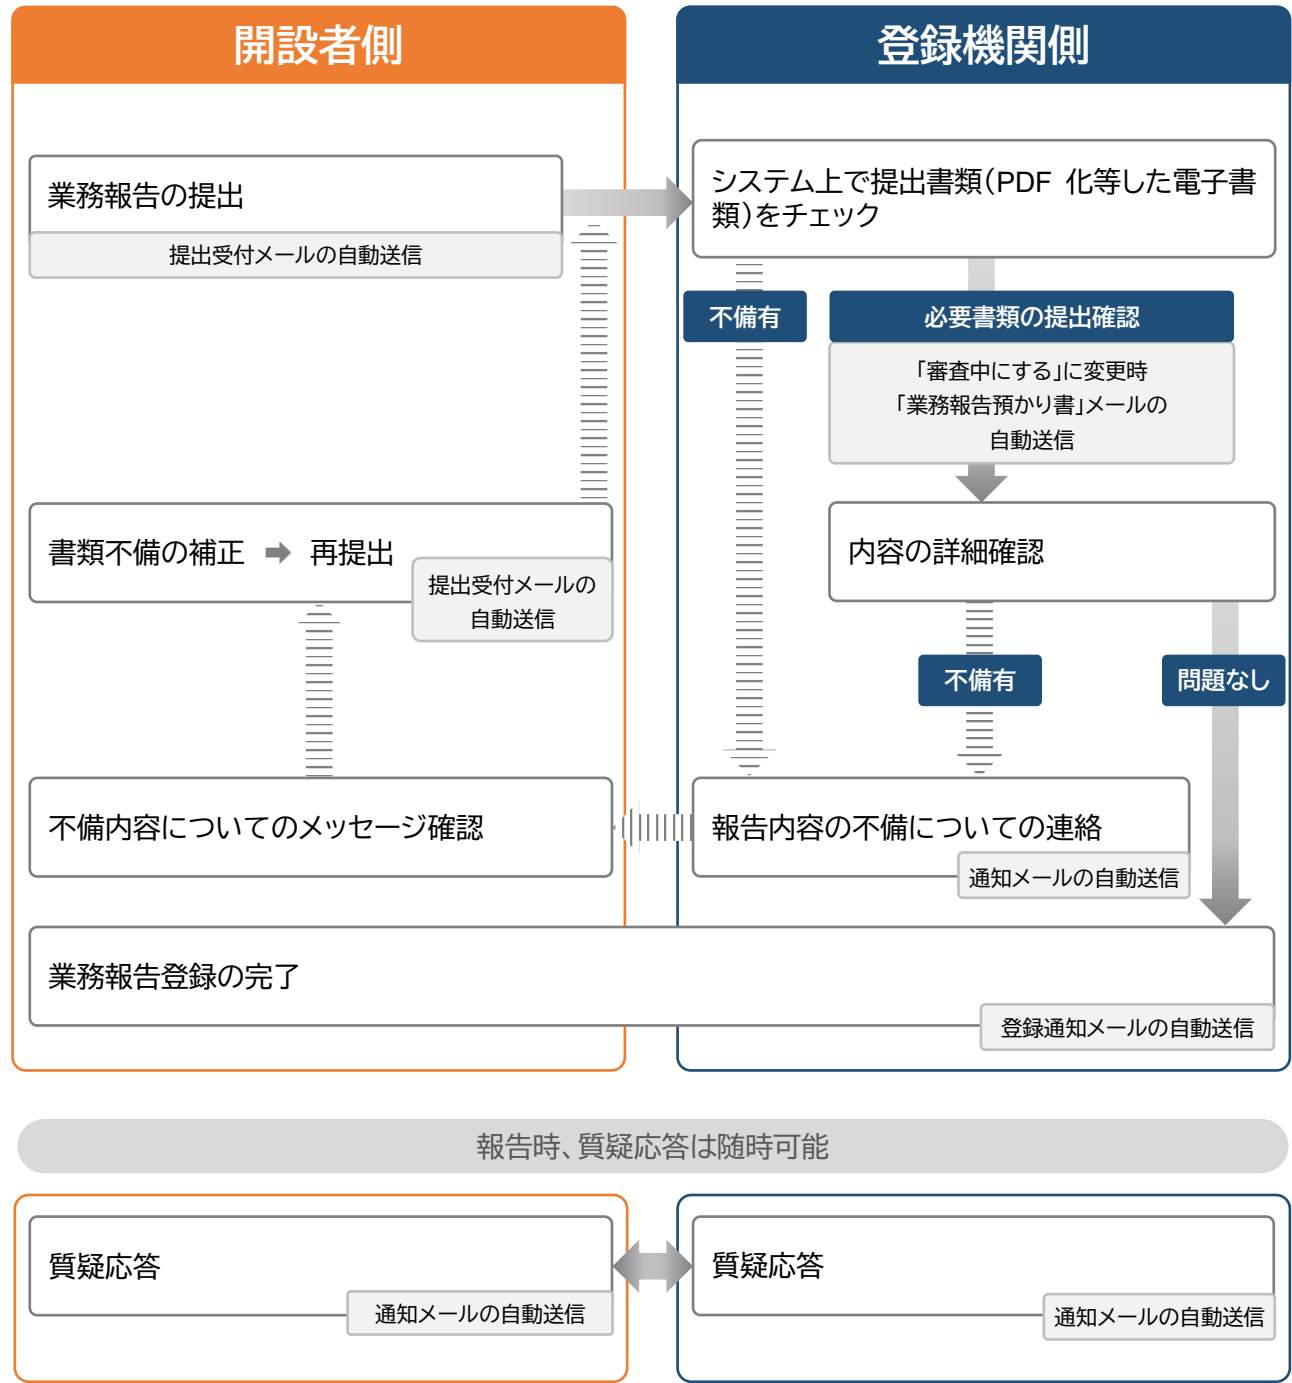 開設者側
登録機関側
業務報告の提出
提出受付メールの自動送信
システム上で提出書類（PDF 化等した電子書
類）をチェック
不備有
必要書類の提出確認
「審査中にする」に変更時
「業務報告預かり書」メールの
自動送信
書類不備の補正 ➡ 再提出
提出受付メールの
自動送信
内容の詳細確認
不備有
問題なし
不備内容についてのメッセージ確認
報告内容の不備についての連絡
通知メールの自動送信
業務報告登録の完了
登録通知メールの自動送信
報告時、質疑応答は随時可能
質疑応答
通知メールの自動送信
質疑応答
通知メールの自動送信